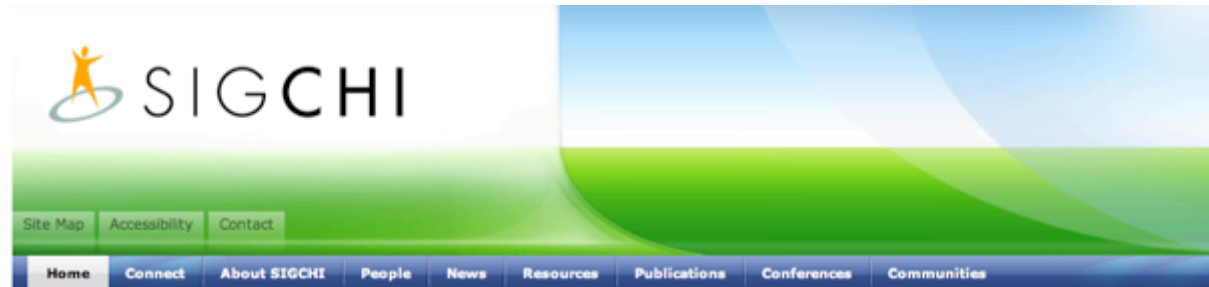 SIGCHI
Site Map Accessibility Contact
Home Connect About SIGCHI People News Resources Publications Conferences Communities